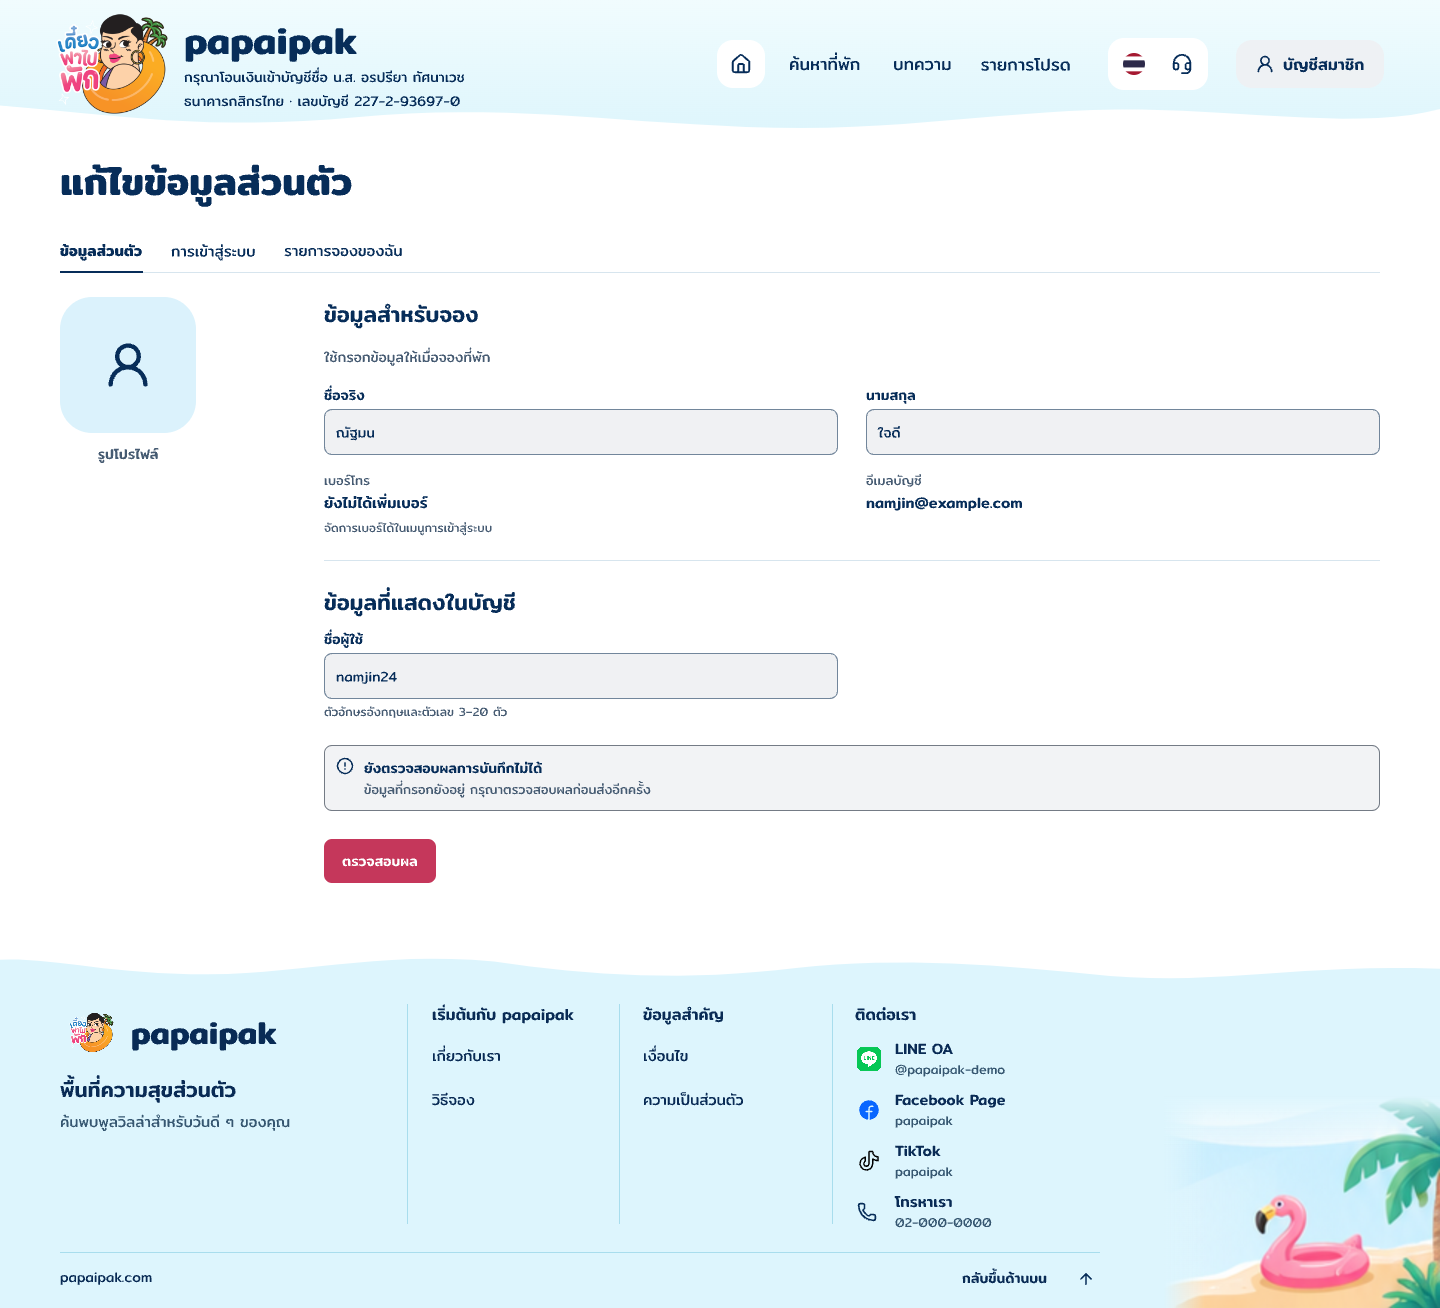 เดี๋ยว
พาไป
พัก
papaipak
กรุณาโอนเงินเข้าบัญชีชื่อ น.ส. อรปรียา ทัศนาเวช
ธนาคารกสิกรไทย · เลขบัญชี 227-2-93697-0
ค้นหาที่พัก
บทความ
รายการโปรด
บัญชีสมาชิก
แก้ไขข้อมูลส่วนตัว
ข้อมูลส่วนตัว
การเข้าสู่ระบบ
รายการจองของฉัน
รูปโปรไฟล์
ข้อมูลสำหรับจอง
ใช้กรอกข้อมูลให้เมื่อจองที่พัก
ชื่อจริง
นามสกุล
ณัฐมน
ใจดี
เบอร์โทร
อีเมลบัญชี
ยังไม่ได้เพิ่มเบอร์
namjin@example.com
จัดการเบอร์ได้ในเมนูการเข้าสู่ระบบ
ข้อมูลที่แสดงในบัญชี
ชื่อผู้ใช้
namjin24
ตัวอักษรอังกฤษและตัวเลข 3–20 ตัว
ยังตรวจสอบผลการบันทึกไม่ได้
ข้อมูลที่กรอกยังอยู่ กรุณาตรวจสอบผลก่อนส่งอีกครั้ง
ตรวจสอบผล
เดี๋ยว
พาไป
พัก
papaipak
พื้นที่ความสุขส่วนตัว
ค้นพบพูลวิลล่าสำหรับวันดี ๆ ของคุณ
เริ่มต้นกับ papaipak
เกี่ยวกับเรา
วิธีจอง
ข้อมูลสำคัญ
เงื่อนไข
ความเป็นส่วนตัว
ติดต่อเรา
LINE
LINE OA
@papaipak-demo
Facebook Page
papaipak
TikTok
papaipak
โทรหาเรา
02-000-0000
papaipak.com
กลับขึ้นด้านบน